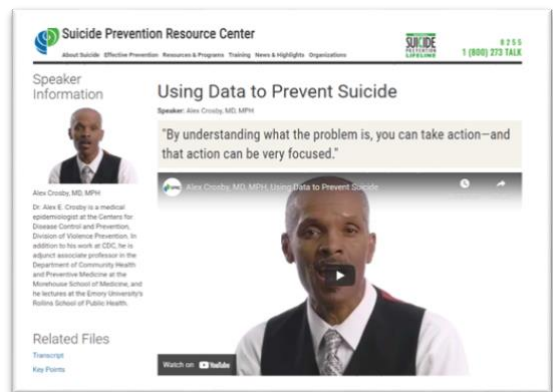 Suicide Prevention Resource Center
About Suicide Effective Prevention Resources & Programs Training News & Highlights Organizations
SUICIDE
PREVENTION
LIFELINE
8255
1 (800) 273 TALK
Speaker
Information
Alex Crosby, MD, MPH
Dr. Alex E. Crosby is a medical
epidemiologist at the Centers for
Disease Control and Prevention,
Division of Violence Prevention. In
addition to his work at CDC, he is
adjunct associate professor in the
Department of Community Health
and Preventive Medicine at the
Morehouse School of Medicine, and
he lectures at the Emory University's
Rollins School of Public Health.
Related Files
Transcript
Key Points
Using Data to Prevent Suicide
Speaker: Alex Crosby, MD, MPH
"By understanding what the problem is, you can take action—and
that action can be very focused."
Alex Crosby, MD, MPH, Using Data to Prevent Suicide
Watch on YouTube